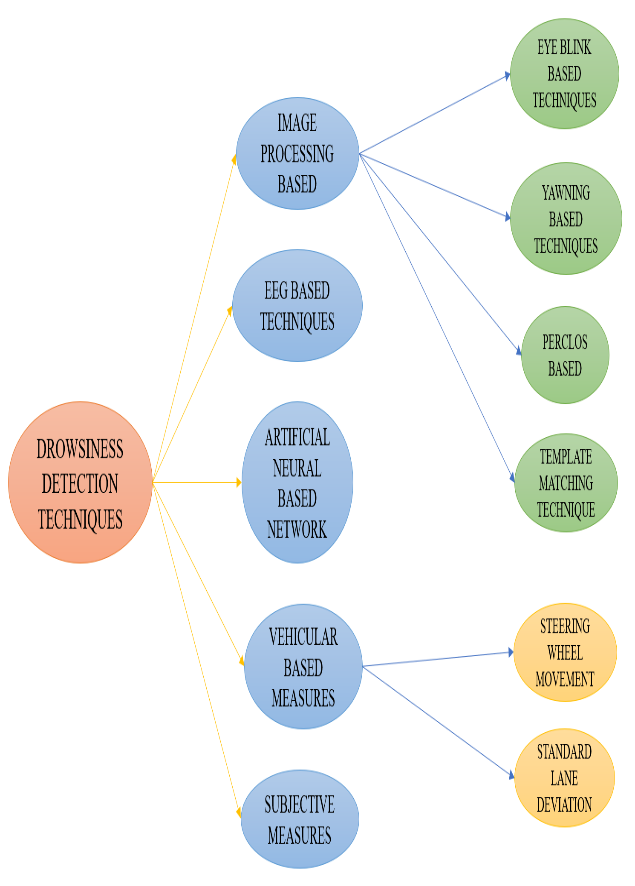 DROWSINESS
DETECTION
TECHNIQUES
IMAGE
PROCESSING
BASED
EEG BASED
TECHNIQUES
ARTIFICIAL
NEURAL
BASED
NETWORK
VEHICULAR
BASED
MEASURES
SUBJECTIVE
MEASURES
EYE BLINK
BASED
TECHNIQUES
YAWNING
BASED
TECHNIQUES
PERCLOS
BASED
TEMPLATE
MATCHING
TECHNIQUE
STEERING
WHEEL
MOVEMENT
STANDARD
LANE
DEVIATION